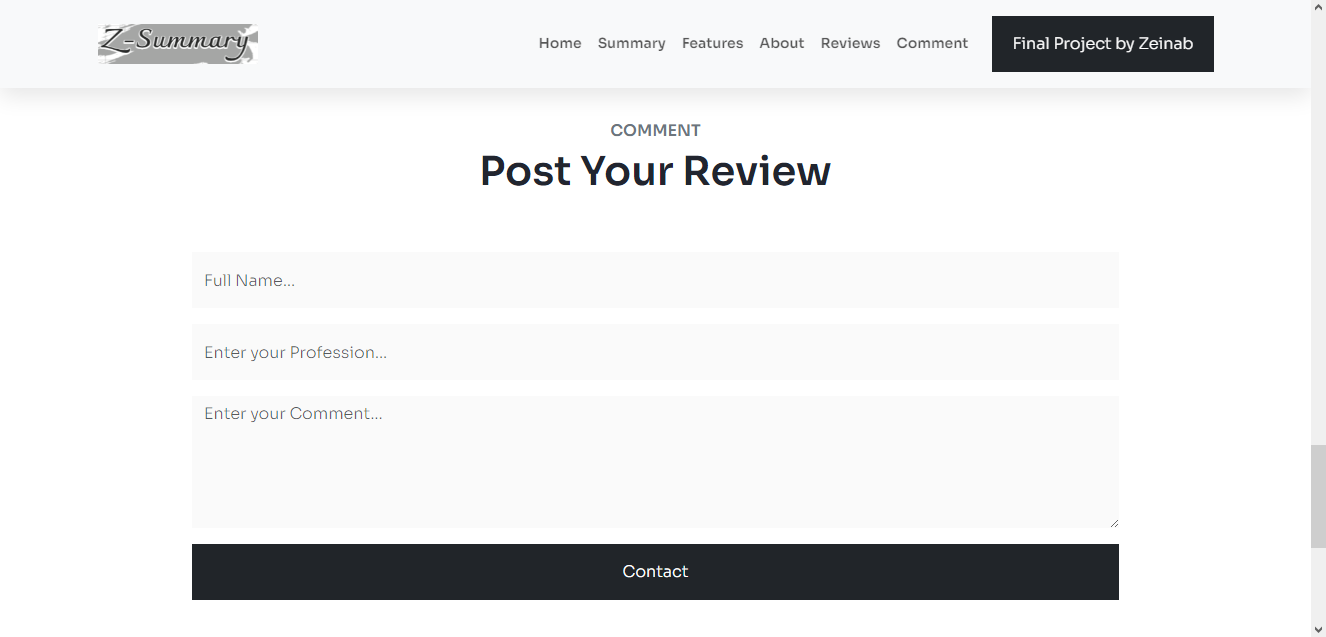 Z-Summary
Home Summary Features About Reviews Comment Final Project by Zeinab
COMMENT
Post Your Review
Full Name...
Enter your Profession...
Enter your Comment...
Contact